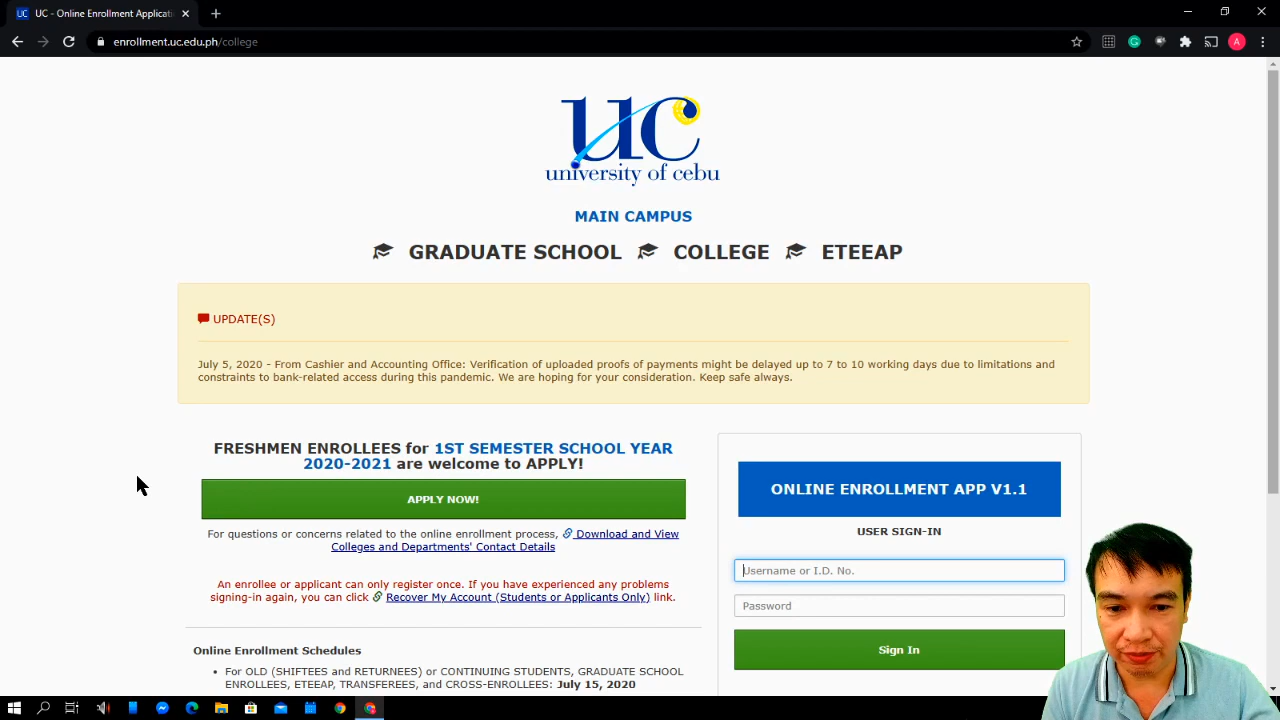 UC UC - Online Enrollment Applicati
enrollment.uc.edu.ph/college
A
uc
university of cebu
MAIN CAMPUS
GRADUATE SCHOOL COLLEGE ETEEAP
UPDATE(S)
July 5, 2020 - From Cashier and Accounting Office: Verification of uploaded proofs of payments might be delayed up to 7 to 10 working days due to limitations and
constraints to bank-related access during this pandemic. We are hoping for your consideration. Keep safe always.
FRESHMEN ENROLLEES for 1ST SEMESTER SCHOOL YEAR
2020-2021 are welcome to APPLY!
APPLY NOW!
For questions or concerns related to the online enrollment process, Download and View
Colleges and Departments' Contact Details
An enrollee or applicant can only register once. If you have experienced any problems
signing-in again, you can click Recover My Account (Students or Applicants Only) link.
Online Enrollment Schedules
• For OLD (SHIFTEES and RETURNEES) or CONTINUING STUDENTS, GRADUATE SCHOOL
ENROLLEES, ETEEAP, TRANSFEREES, and CROSS-ENROLLEES: July 15, 2020
ONLINE ENROLLMENT APP V1.1
USER SIGN-IN
Username or I.D. No.
Password
Sign In